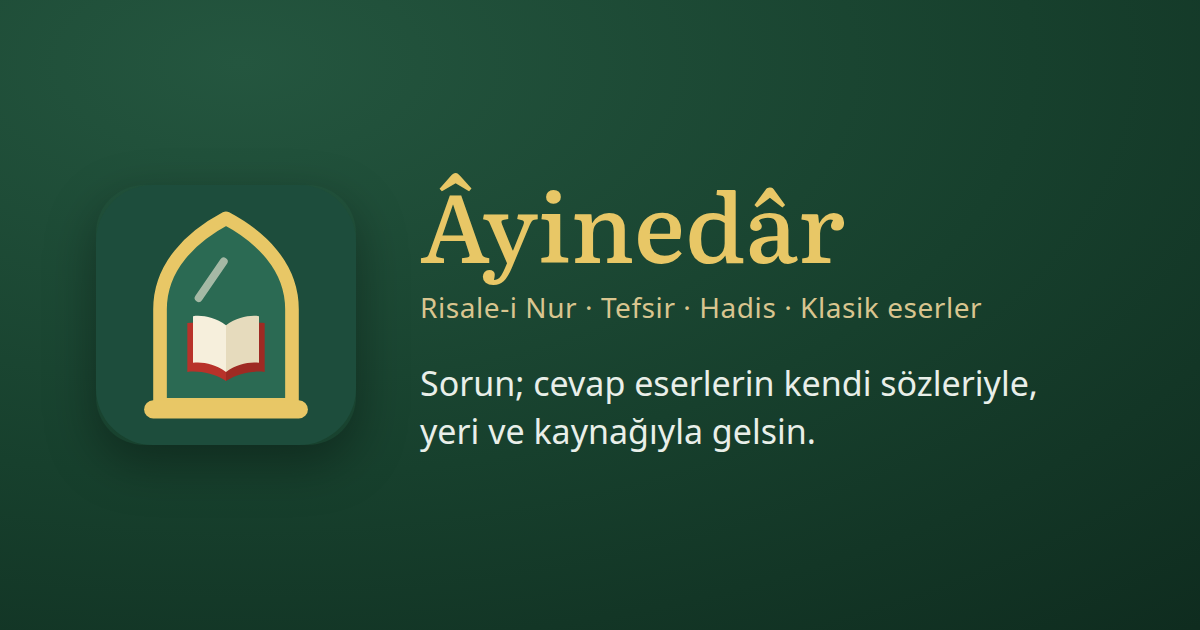 Âyinedâr
Risale-i Nur · Tefsir · Hadis · Klasik eserler
Sorun; cevap eserlerin kendi sözleriyle,
yeri ve kaynağıyla gelsin.